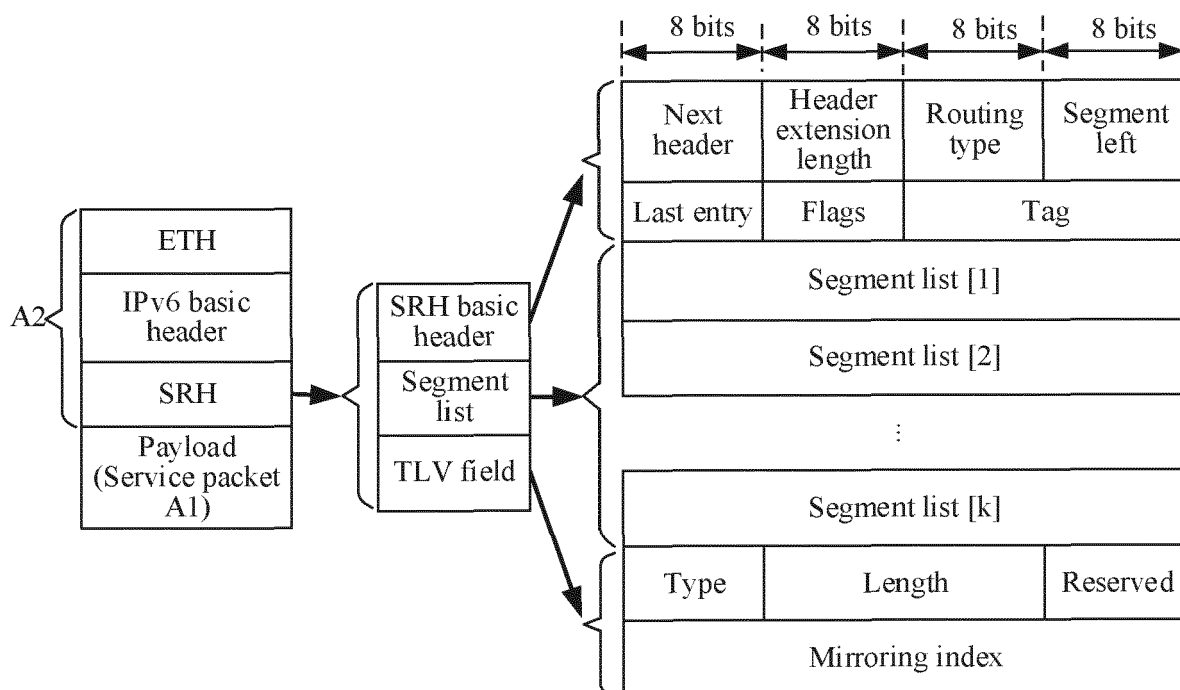 8 bits 8 bits 8 bits 8 bits
Next
header
Header
extension
length
Routing
type
Segment
left
Last entry Flags Tag
Segment list [1]
Segment list [2]
⋮
Segment list [k]
Type Length Reserved
Mirroring index
A2
ETH
IPv6 basic
header
SRH
Payload
(Service packet
A1)
SRH basic
header
Segment
list
TLV field